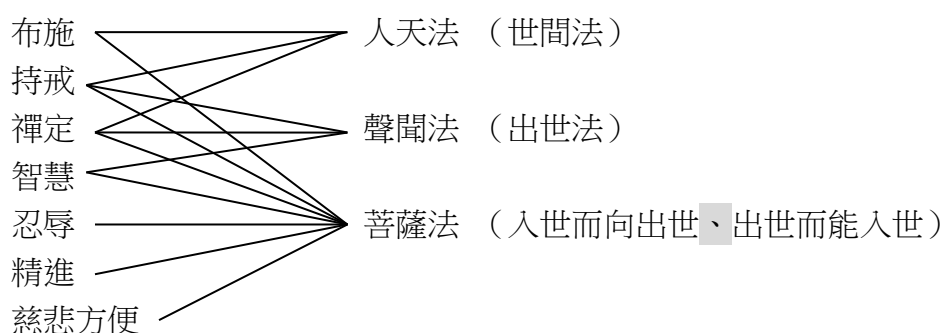 布施 人天法 （世間法）
持戒
禪定 聲聞法 （出世法）
智慧
忍辱 菩薩法 （入世而向出世、出世而能入世）
精進
慈悲方便